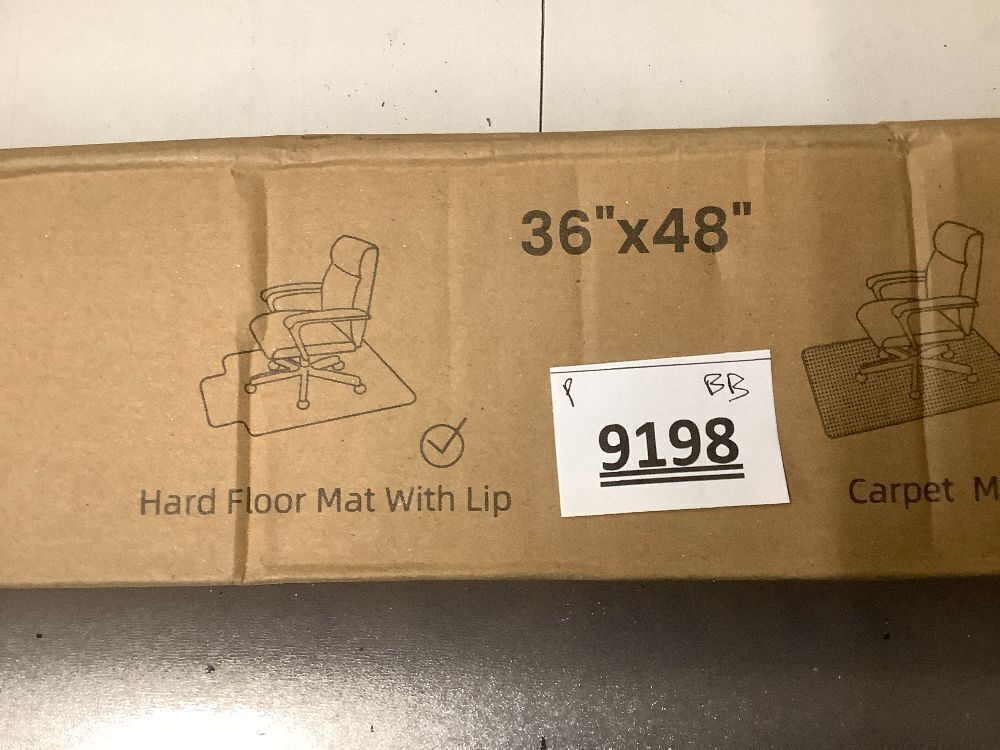 36"x48"
P BB
9198
Hard Floor Mat With Lip
Carpet M